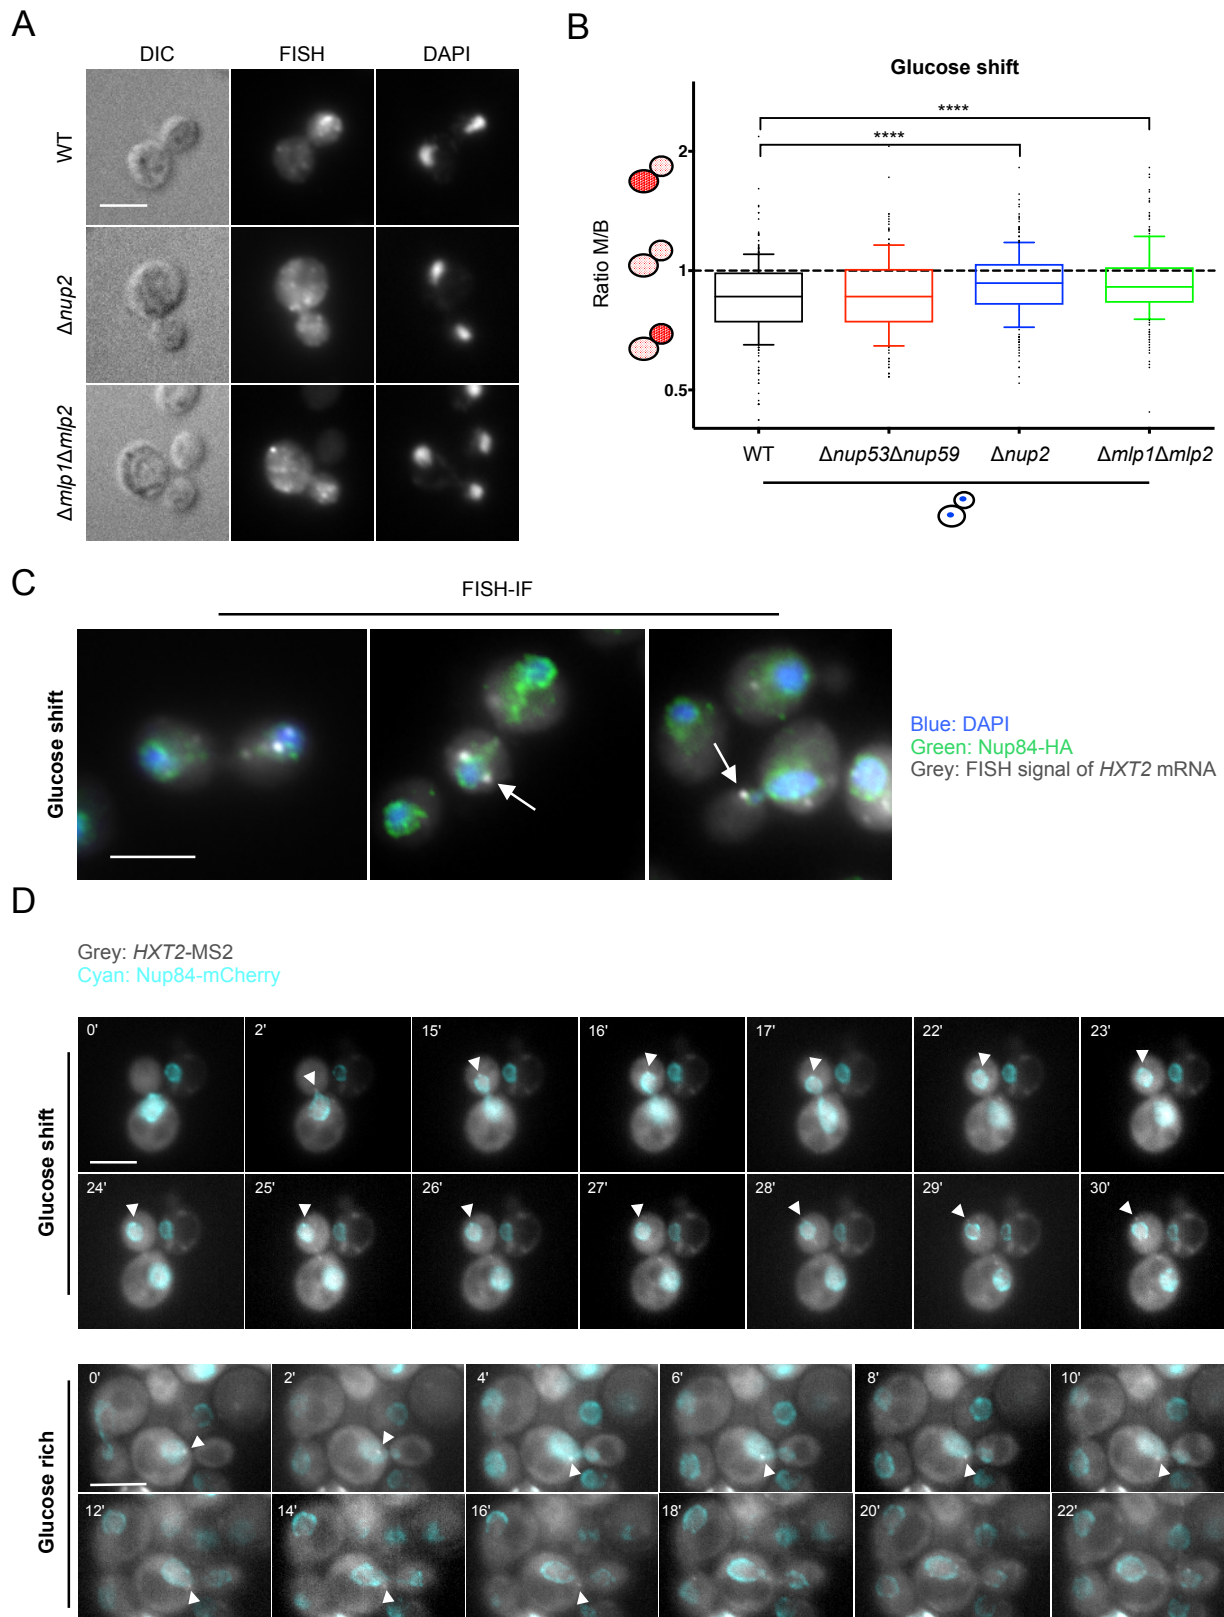 A
DIC FISH DAPI
WT
Δnup2
Δmlp1Δmlp2
B
Glucose shift
****
****
2
1
0.5
Ratio M/B
WT Δnup53Δnup59 Δnup2 Δmlp1Δmlp2
C
FISH-IF
Glucose shift
Blue: DAPI
Green: Nup84-HA
Grey: FISH signal of HXT2 mRNA
D
Grey: HXT2-MS2
Cyan: Nup84-mCherry
Glucose shift
0' 2' 15' 16' 17' 22' 23'
24' 25' 26' 27' 28' 29' 30'
Glucose rich
0' 2' 4' 6' 8' 10'
12' 14' 16' 18' 20' 22'